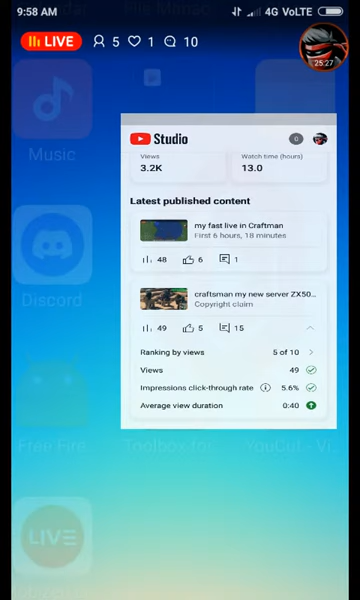 9:58 AM 4G VoLTE
LIVE 5 1 10
25:27
Music
Studio 0
Views Watch time (hours)
3.2K 13.0
Latest published content
my fast live in Craftman
First 6 hours, 18 minutes
48 6 1
craftsman my new server ZX50...
Copyright claim
49 5 15
Ranking by views 5 of 10
Views 49
Impressions click-through rate 5.6%
Average view duration 0:40
Discord
Free Fire
Toolbox for
YouCut - Vi...
LIVE